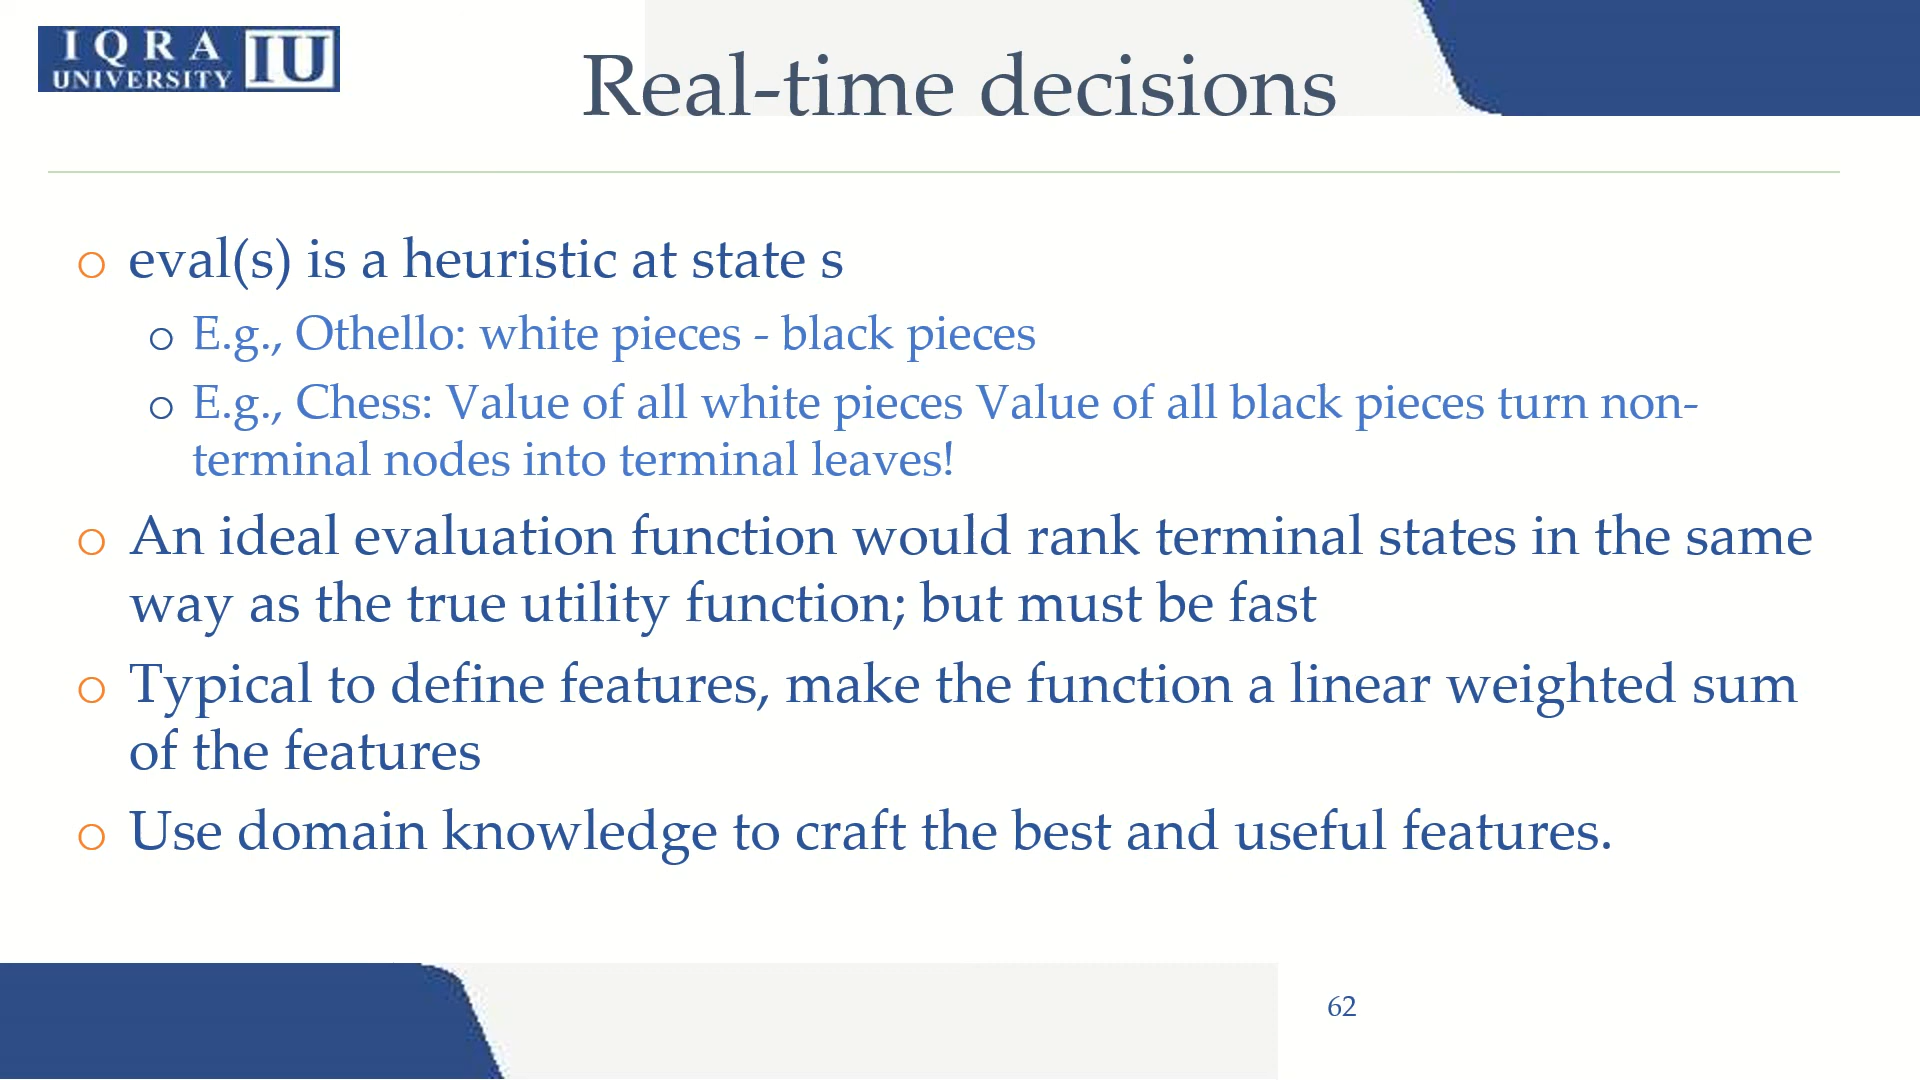 IQRA
UNIVERSITY
IU
Real-time decisions
eval(s) is a heuristic at state s
E.g., Othello: white pieces - black pieces
E.g., Chess: Value of all white pieces Value of all black pieces turn non-
terminal nodes into terminal leaves!
An ideal evaluation function would rank terminal states in the same
way as the true utility function; but must be fast
Typical to define features, make the function a linear weighted sum
of the features
Use domain knowledge to craft the best and useful features.
62